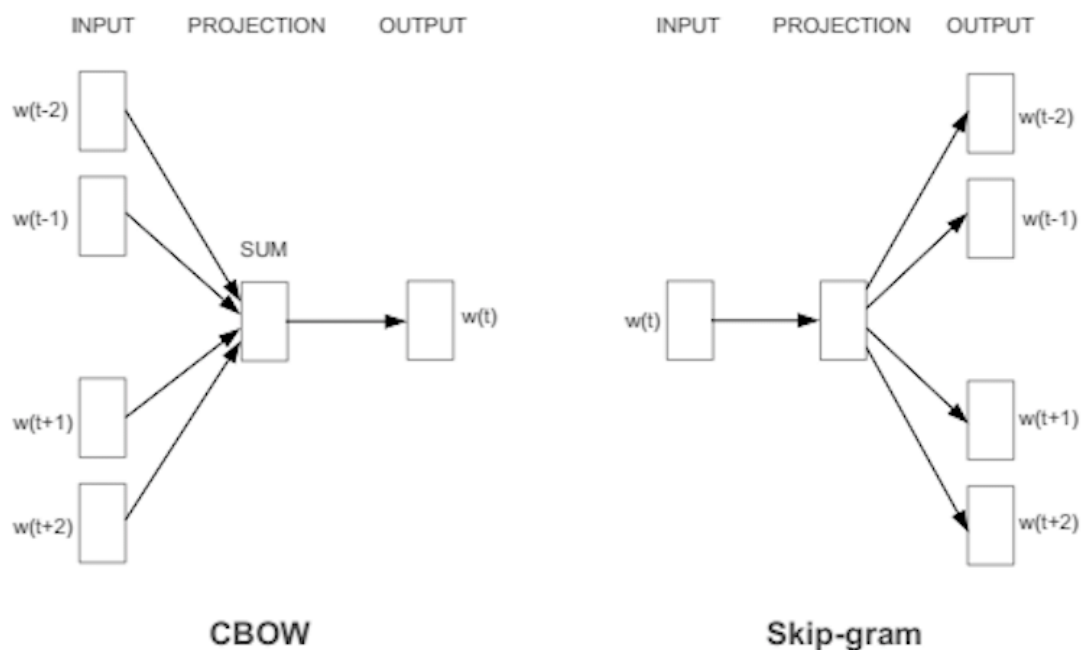 INPUT PROJECTION OUTPUT
w(t-2)
w(t-1)
SUM
w(t)
w(t+1)
w(t+2)
CBOW
INPUT PROJECTION OUTPUT
w(t-2)
w(t-1)
w(t)
w(t+1)
w(t+2)
Skip-gram